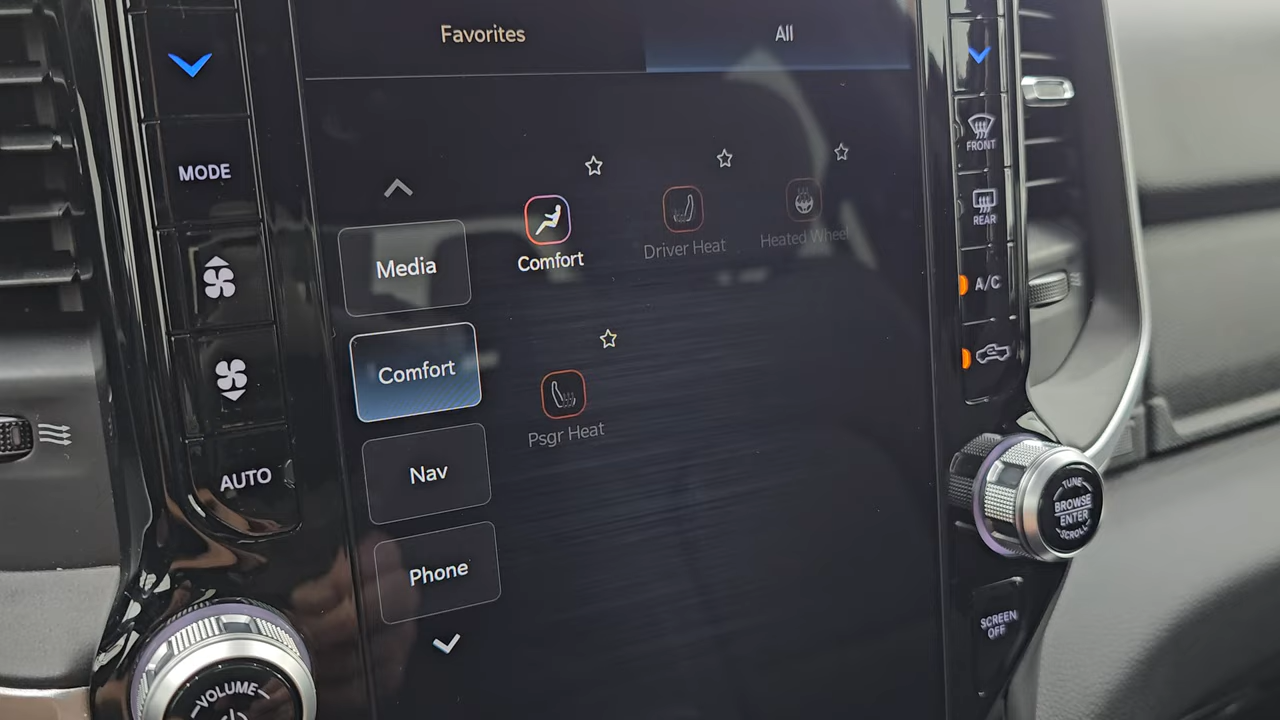 Favorites
All
MODE
AUTO
VOLUME
Media
Comfort
Nav
Phone
Comfort
Driver Heat
Heated Wheel
Psgr Heat
FRONT
REAR
A/C
TUNE
BROWSE
ENTER
SCROLL
SCREEN
OFF